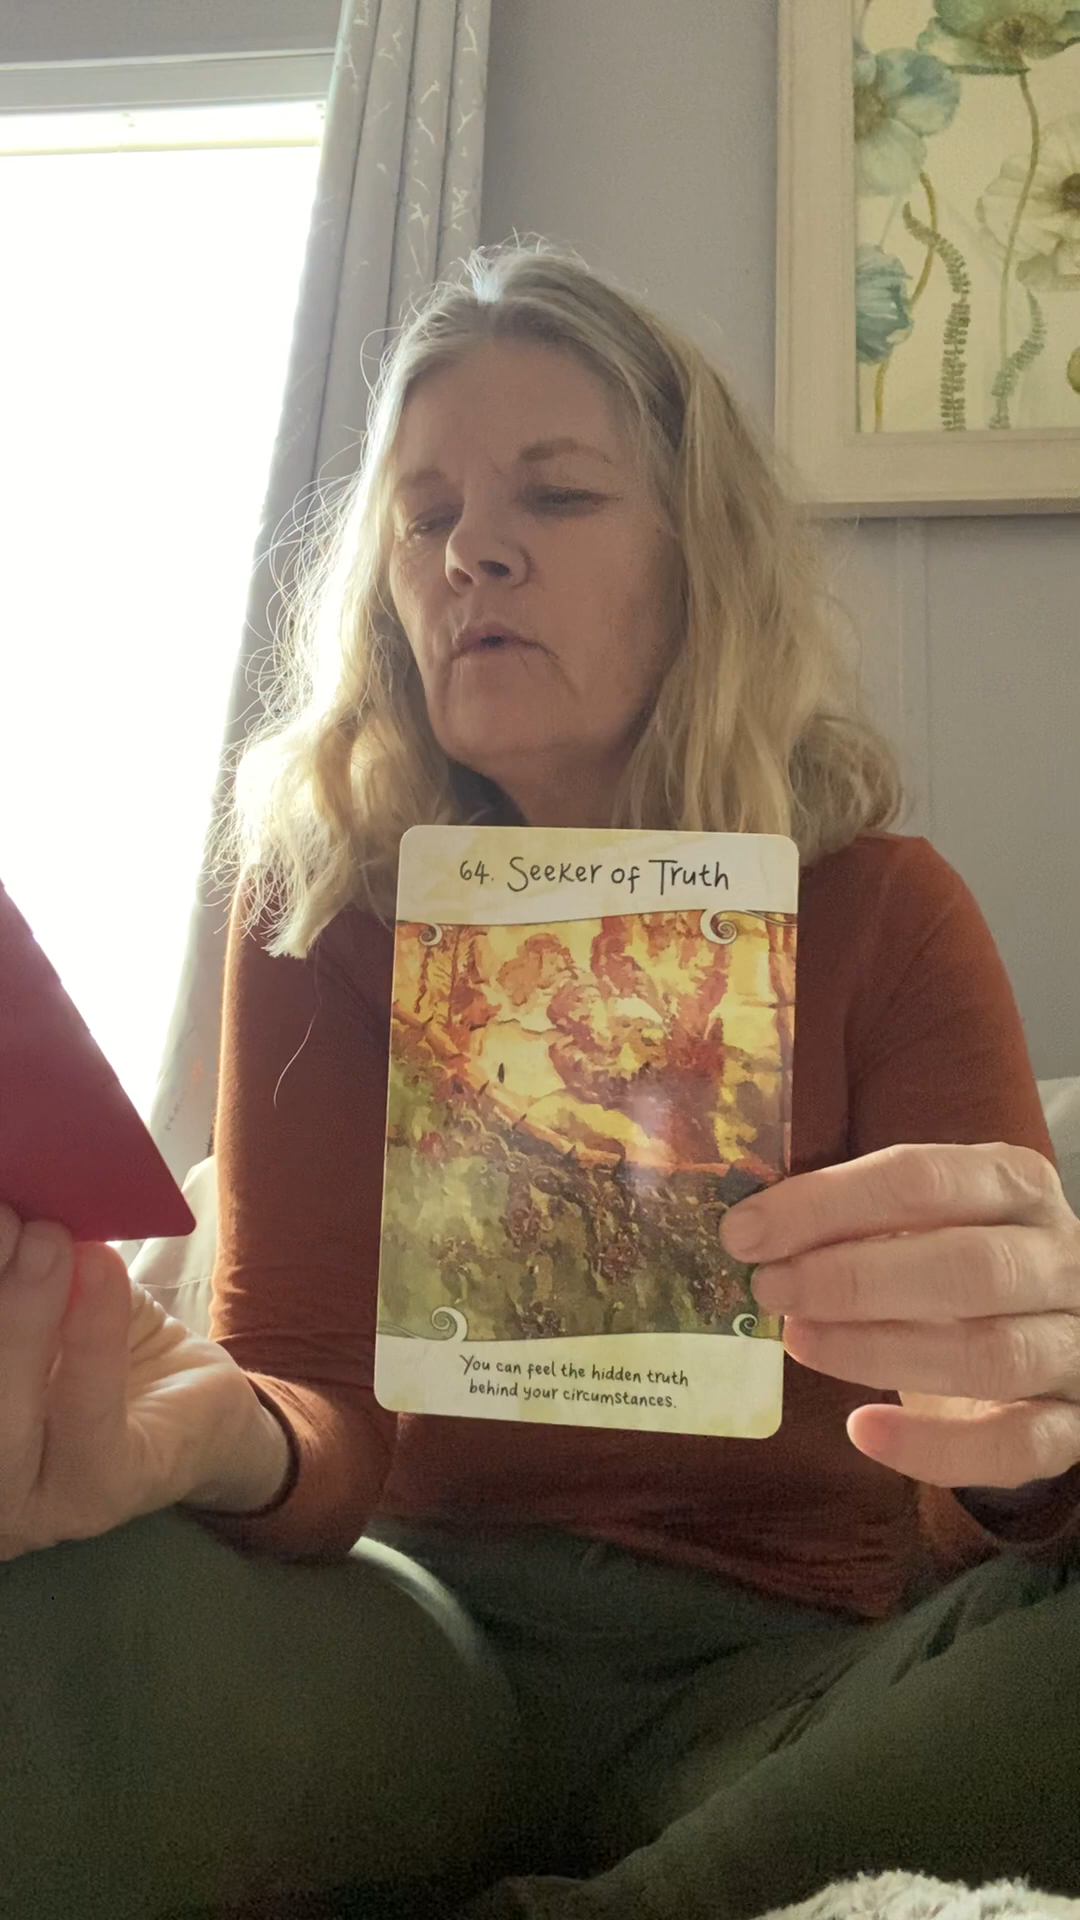 64. Seeker of Truth
You can feel the hidden truth
behind your circumstances.